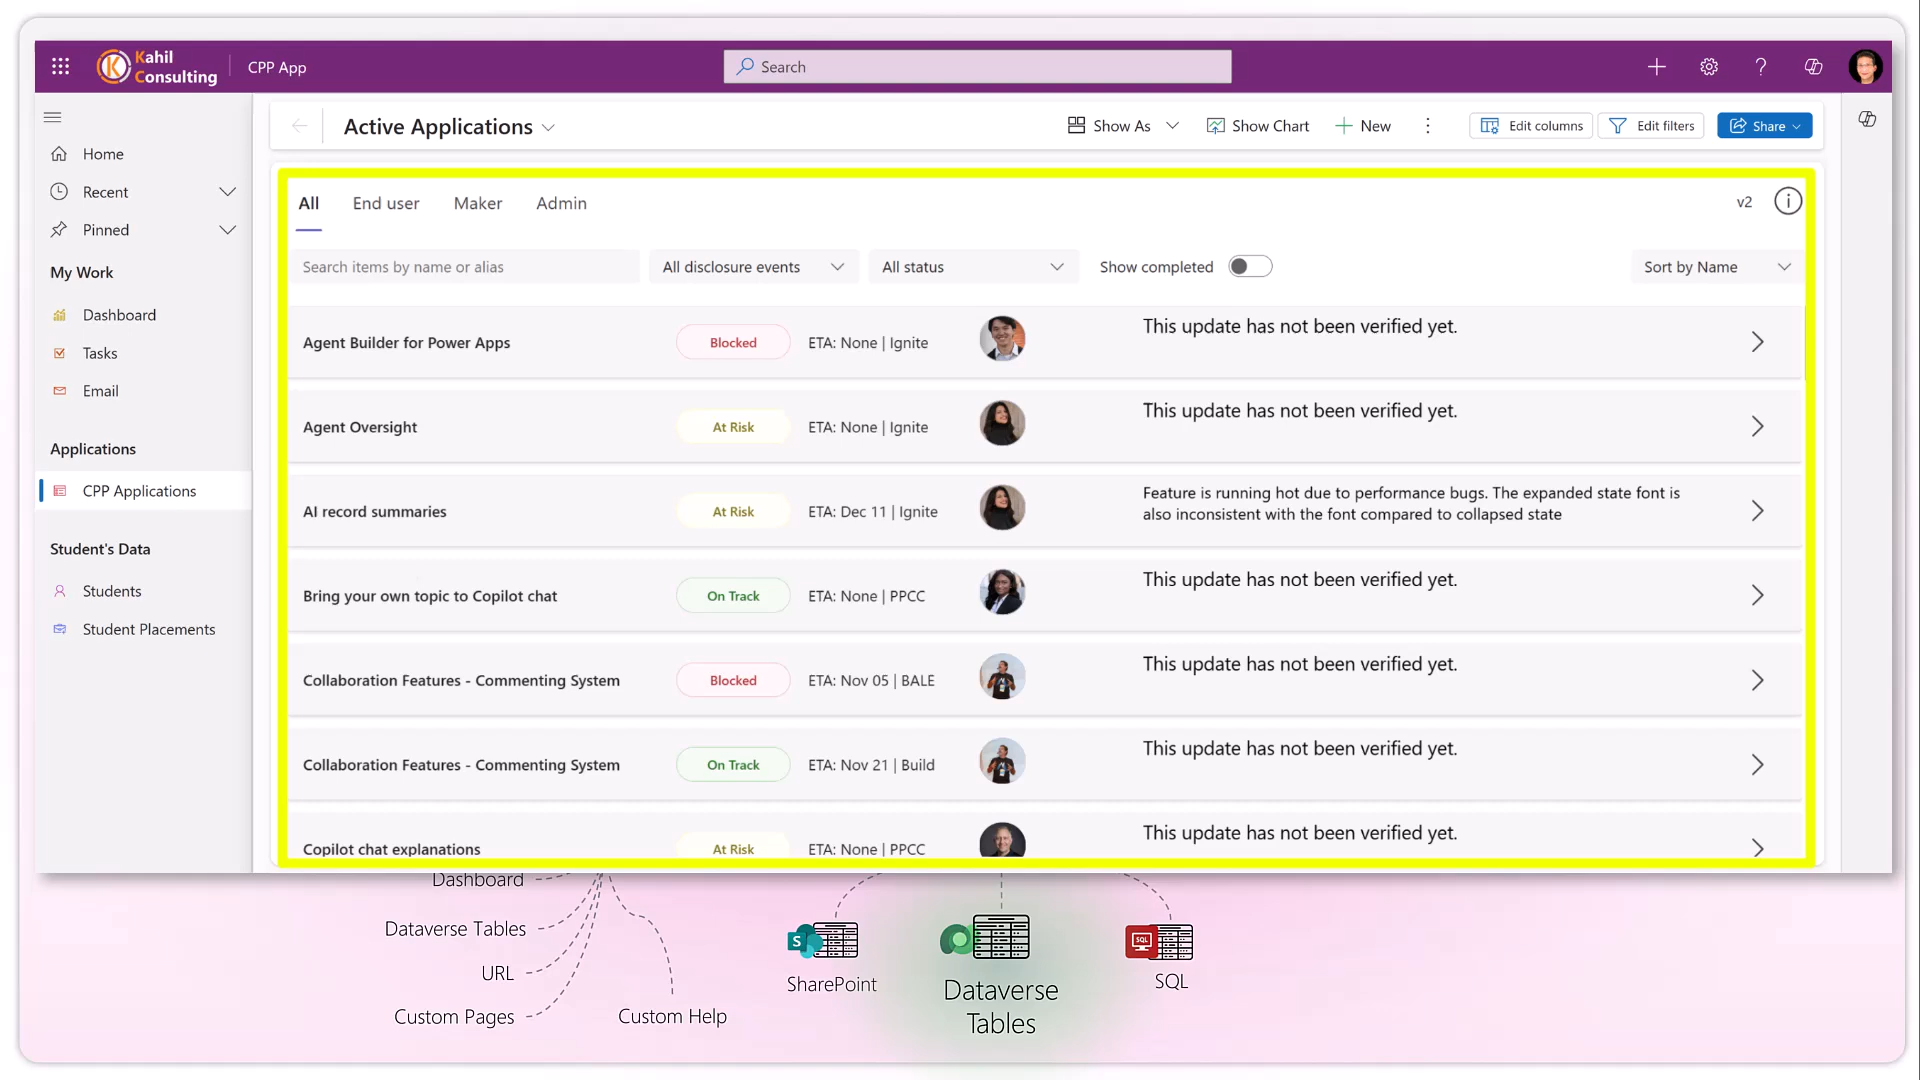 Kahil
Consulting
CPP App
Search
Home
Recent
Pinned
My Work
Dashboard
Tasks
Email
Applications
CPP Applications
Student's Data
Students
Student Placements
Active Applications
Show As
Show Chart
New
Edit columns
Edit filters
Share
All
End user
Maker
Admin
v2
Search items by name or alias
All disclosure events
All status
Show completed
Sort by Name
Agent Builder for Power Apps
Blocked
ETA: None | Ignite
This update has not been verified yet.
Agent Oversight
At Risk
ETA: None | Ignite
This update has not been verified yet.
AI record summaries
At Risk
ETA: Dec 11 | Ignite
Feature is running hot due to performance bugs. The expanded state font is
also inconsistent with the font compared to collapsed state
Bring your own topic to Copilot chat
On Track
ETA: None | PPCC
This update has not been verified yet.
Collaboration Features - Commenting System
Blocked
ETA: Nov 05 | BALE
This update has not been verified yet.
Collaboration Features - Commenting System
On Track
ETA: Nov 21 | Build
This update has not been verified yet.
Copilot chat explanations
At Risk
ETA: None | PPCC
This update has not been verified yet.
Dashboard
Dataverse Tables
URL
Custom Pages
Custom Help
S
SharePoint
Dataverse
Tables
SQL
SQL